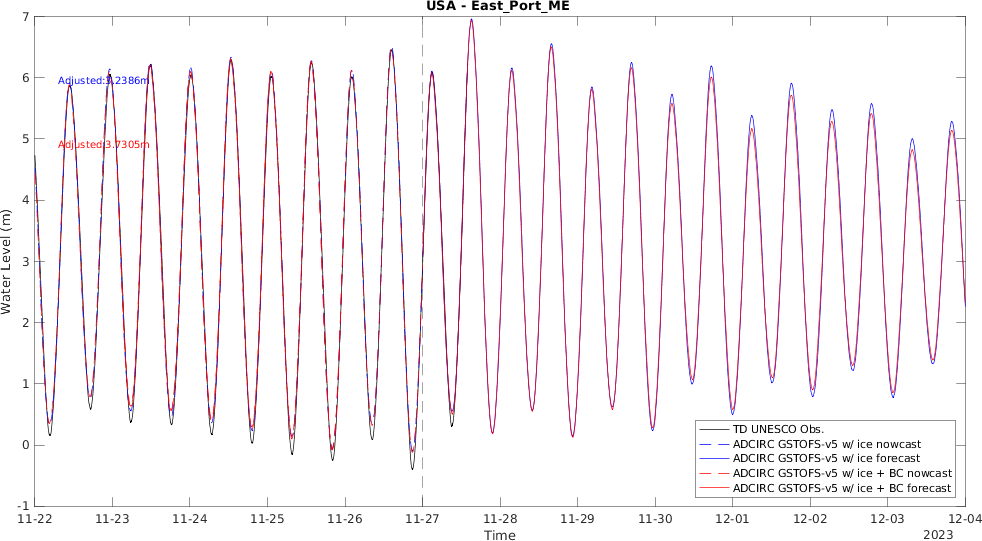 USA - East_Port_ME
7
6
5
4
3
2
1
0
-1
Water Level (m)
Adjusted:3.2386m
Adjusted:3.7305m
TD UNESCO Obs.
ADCIRC GSTOFS-v5 w/ ice nowcast
ADCIRC GSTOFS-v5 w/ ice forecast
ADCIRC GSTOFS-v5 w/ ice + BC nowcast
ADCIRC GSTOFS-v5 w/ ice + BC forecast
11-22 11-23 11-24 11-25 11-26 11-27 11-28 11-29 11-30 12-01 12-02 12-03 12-04
Time
2023